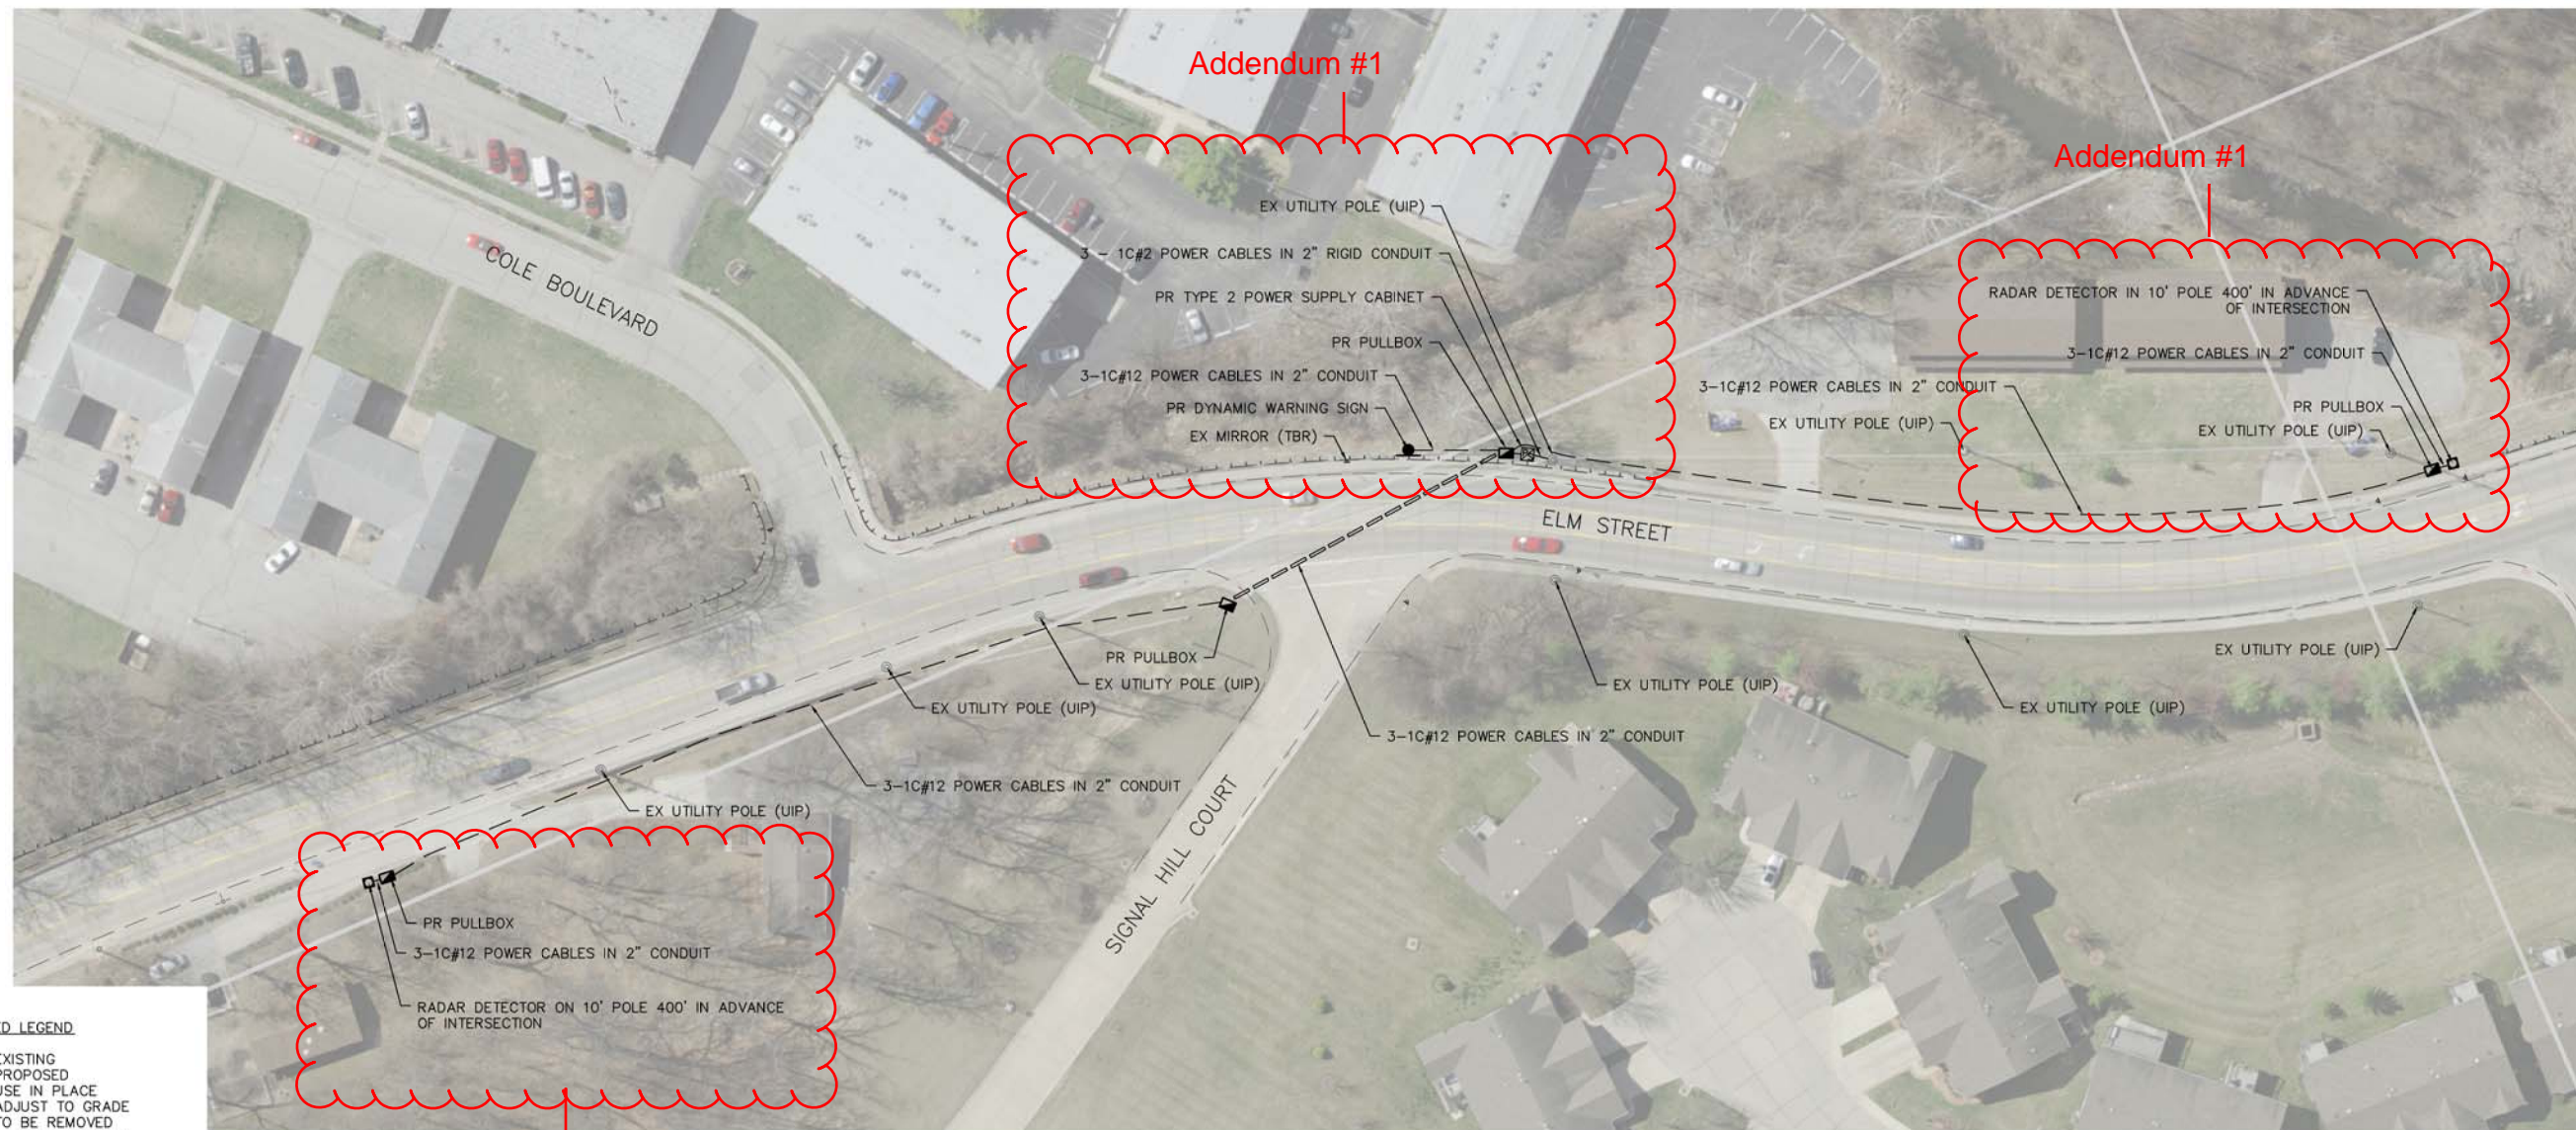 Addendum #1
Addendum #1
EX UTILITY POLE (UIP)
3 - 1C#2 POWER CABLES IN 2" RIGID CONDUIT
PR TYPE 2 POWER SUPPLY CABINET
PR PULLBOX
3-1C#12 POWER CABLES IN 2" CONDUIT
PR DYNAMIC WARNING SIGN
EX MIRROR (TBR)
RADAR DETECTOR IN 10' POLE 400' IN ADVANCE
OF INTERSECTION
3-1C#12 POWER CABLES IN 2" CONDUIT
3-1C#12 POWER CABLES IN 2" CONDUIT
PR PULLBOX
EX UTILITY POLE (UIP)
EX UTILITY POLE (UIP)
COLE BOULEVARD
ELM STREET
PR PULLBOX
EX UTILITY POLE (UIP)
EX UTILITY POLE (UIP)
EX UTILITY POLE (UIP)
EX UTILITY POLE (UIP)
EX UTILITY POLE (UIP)
3-1C#12 POWER CABLES IN 2" CONDUIT
3-1C#12 POWER CABLES IN 2" CONDUIT
EX UTILITY POLE (UIP)
SIGNAL HILL COURT
PR PULLBOX
3-1C#12 POWER CABLES IN 2" CONDUIT
RADAR DETECTOR ON 10' POLE 400' IN ADVANCE
OF INTERSECTION
ED LEGEND
EXISTING
PROPOSED
USE IN PLACE
ADJUST TO GRADE
TO BE REMOVED